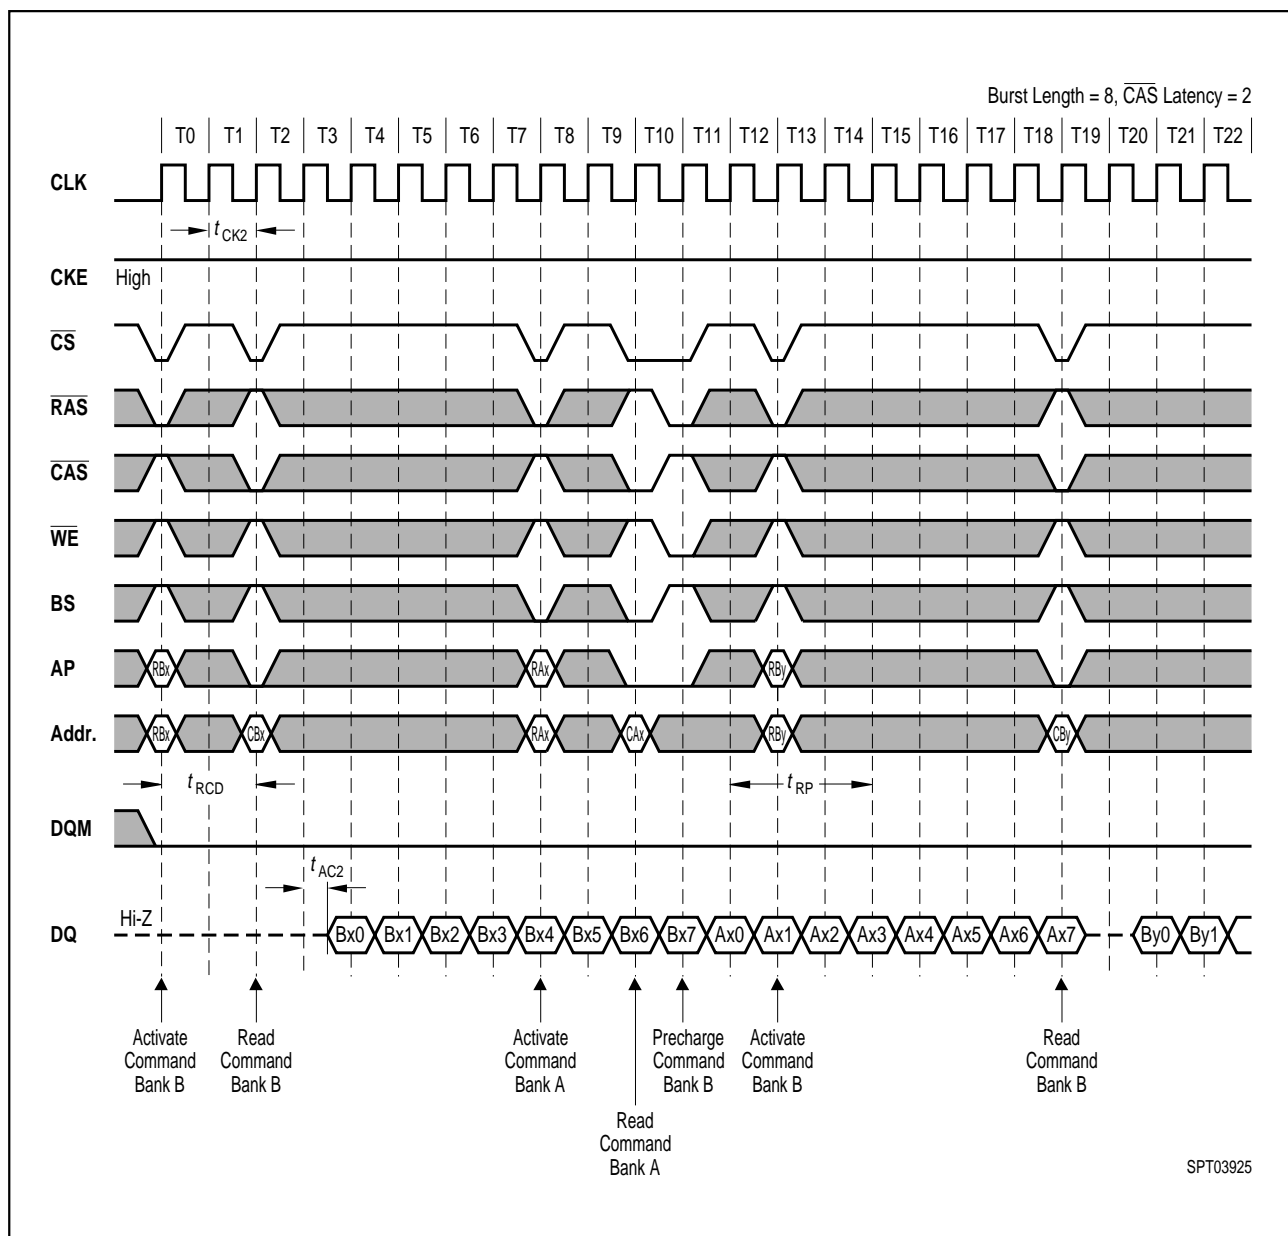 Burst Length = 8, CAS Latency = 2
T0 T1 T2 T3 T4 T5 T6 T7 T8 T9 T10 T11 T12 T13 T14 T15 T16 T17 T18 T19 T20 T21 T22
CLK
t CK2
CKE High
CS
RAS
CAS
WE
BS
AP RBx RAx RBy
Addr. RBx CBx RAx CAx RBy CBy
t RCD t RP
DQM
t AC2
DQ Hi-Z Bx0 Bx1 Bx2 Bx3 Bx4 Bx5 Bx6 Bx7 Ax0 Ax1 Ax2 Ax3 Ax4 Ax5 Ax6 Ax7 By0 By1
Activate Command Bank B
Read Command Bank B
Activate Command Bank A
Read Command Bank A
Precharge Command Bank B
Activate Command Bank B
Read Command Bank B
SPT03925